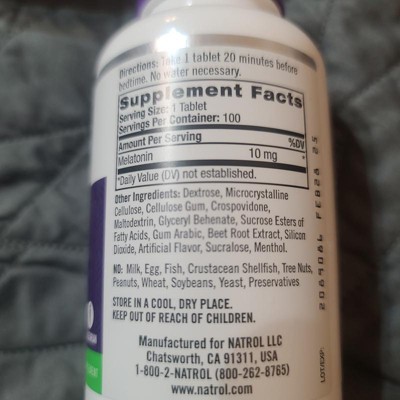 Directions: Take 1 tablet 20 minutes before
bedtime. No water necessary.
Supplement Facts
Serving Size: 1 Tablet
Servings Per Container: 100
Amount Per Serving %DV
Melatonin 10 mg *
*Daily Value (DV) not established.
Other Ingredients: Dextrose, Microcrystalline
Cellulose, Cellulose Gum, Crospovidone,
Maltodextrin, Glyceryl Behenate, Sucrose Esters of
Fatty Acids, Gum Arabic, Beet Root Extract, Silicon
Dioxide, Artificial Flavor, Sucralose, Menthol.
NO: Milk, Egg, Fish, Crustacean Shellfish, Tree Nuts,
Peanuts, Wheat, Soybeans, Yeast, Preservatives
STORE IN A COOL, DRY PLACE.
KEEP OUT OF REACH OF CHILDREN.
Manufactured for NATROL LLC
Chatsworth, CA 91311, USA
1-800-2-NATROL (800-262-8765)
www.natrol.com
LOT/EXP: